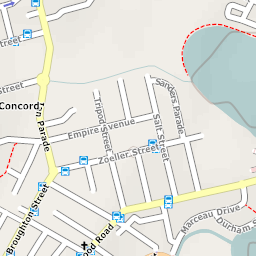 Street
Concord
n Parade
Tripod Street
Sanders Parade
Salt Street
Empire Avenue
Zoeller Street
Broughton Street
ood Road
Marceau Drive
Durham S